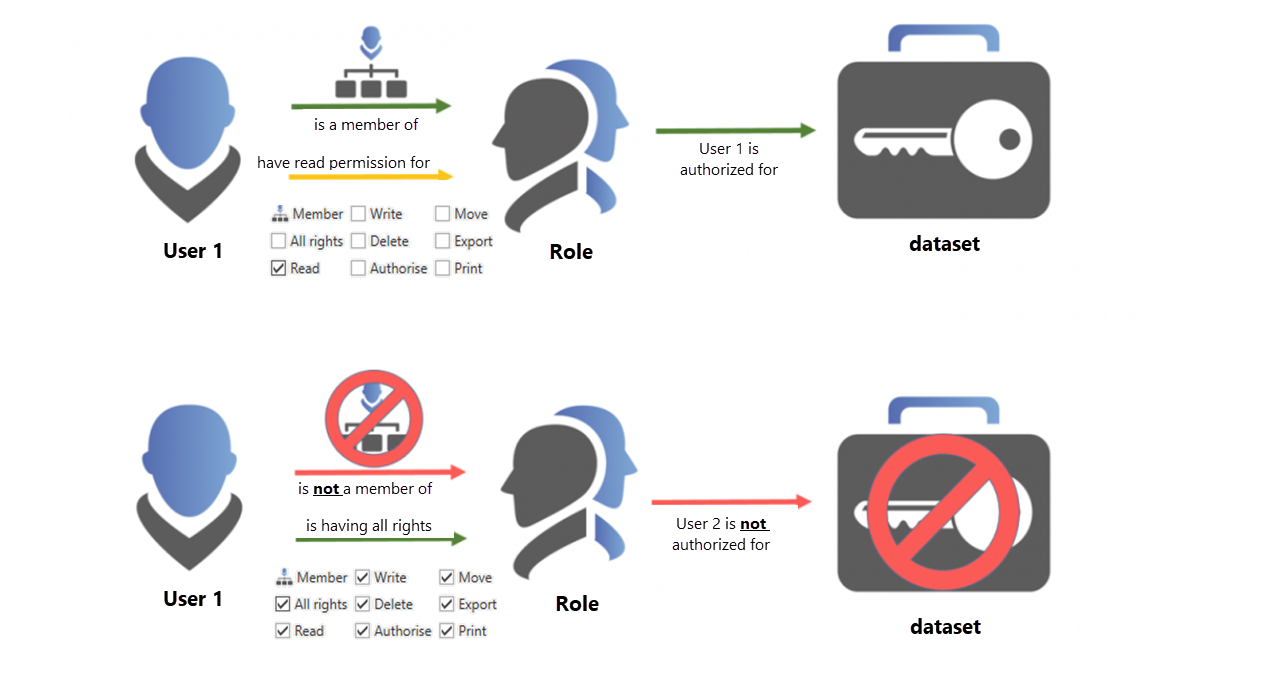 is a member of
have read permission for
Member Write Move
All rights Delete Export
Read Authorise Print
User 1
Role
User 1 is
authorized for
dataset
is not a member of
is having all rights
Member Write Move
All rights Delete Export
Read Authorise Print
User 1
Role
User 2 is not
authorized for
dataset